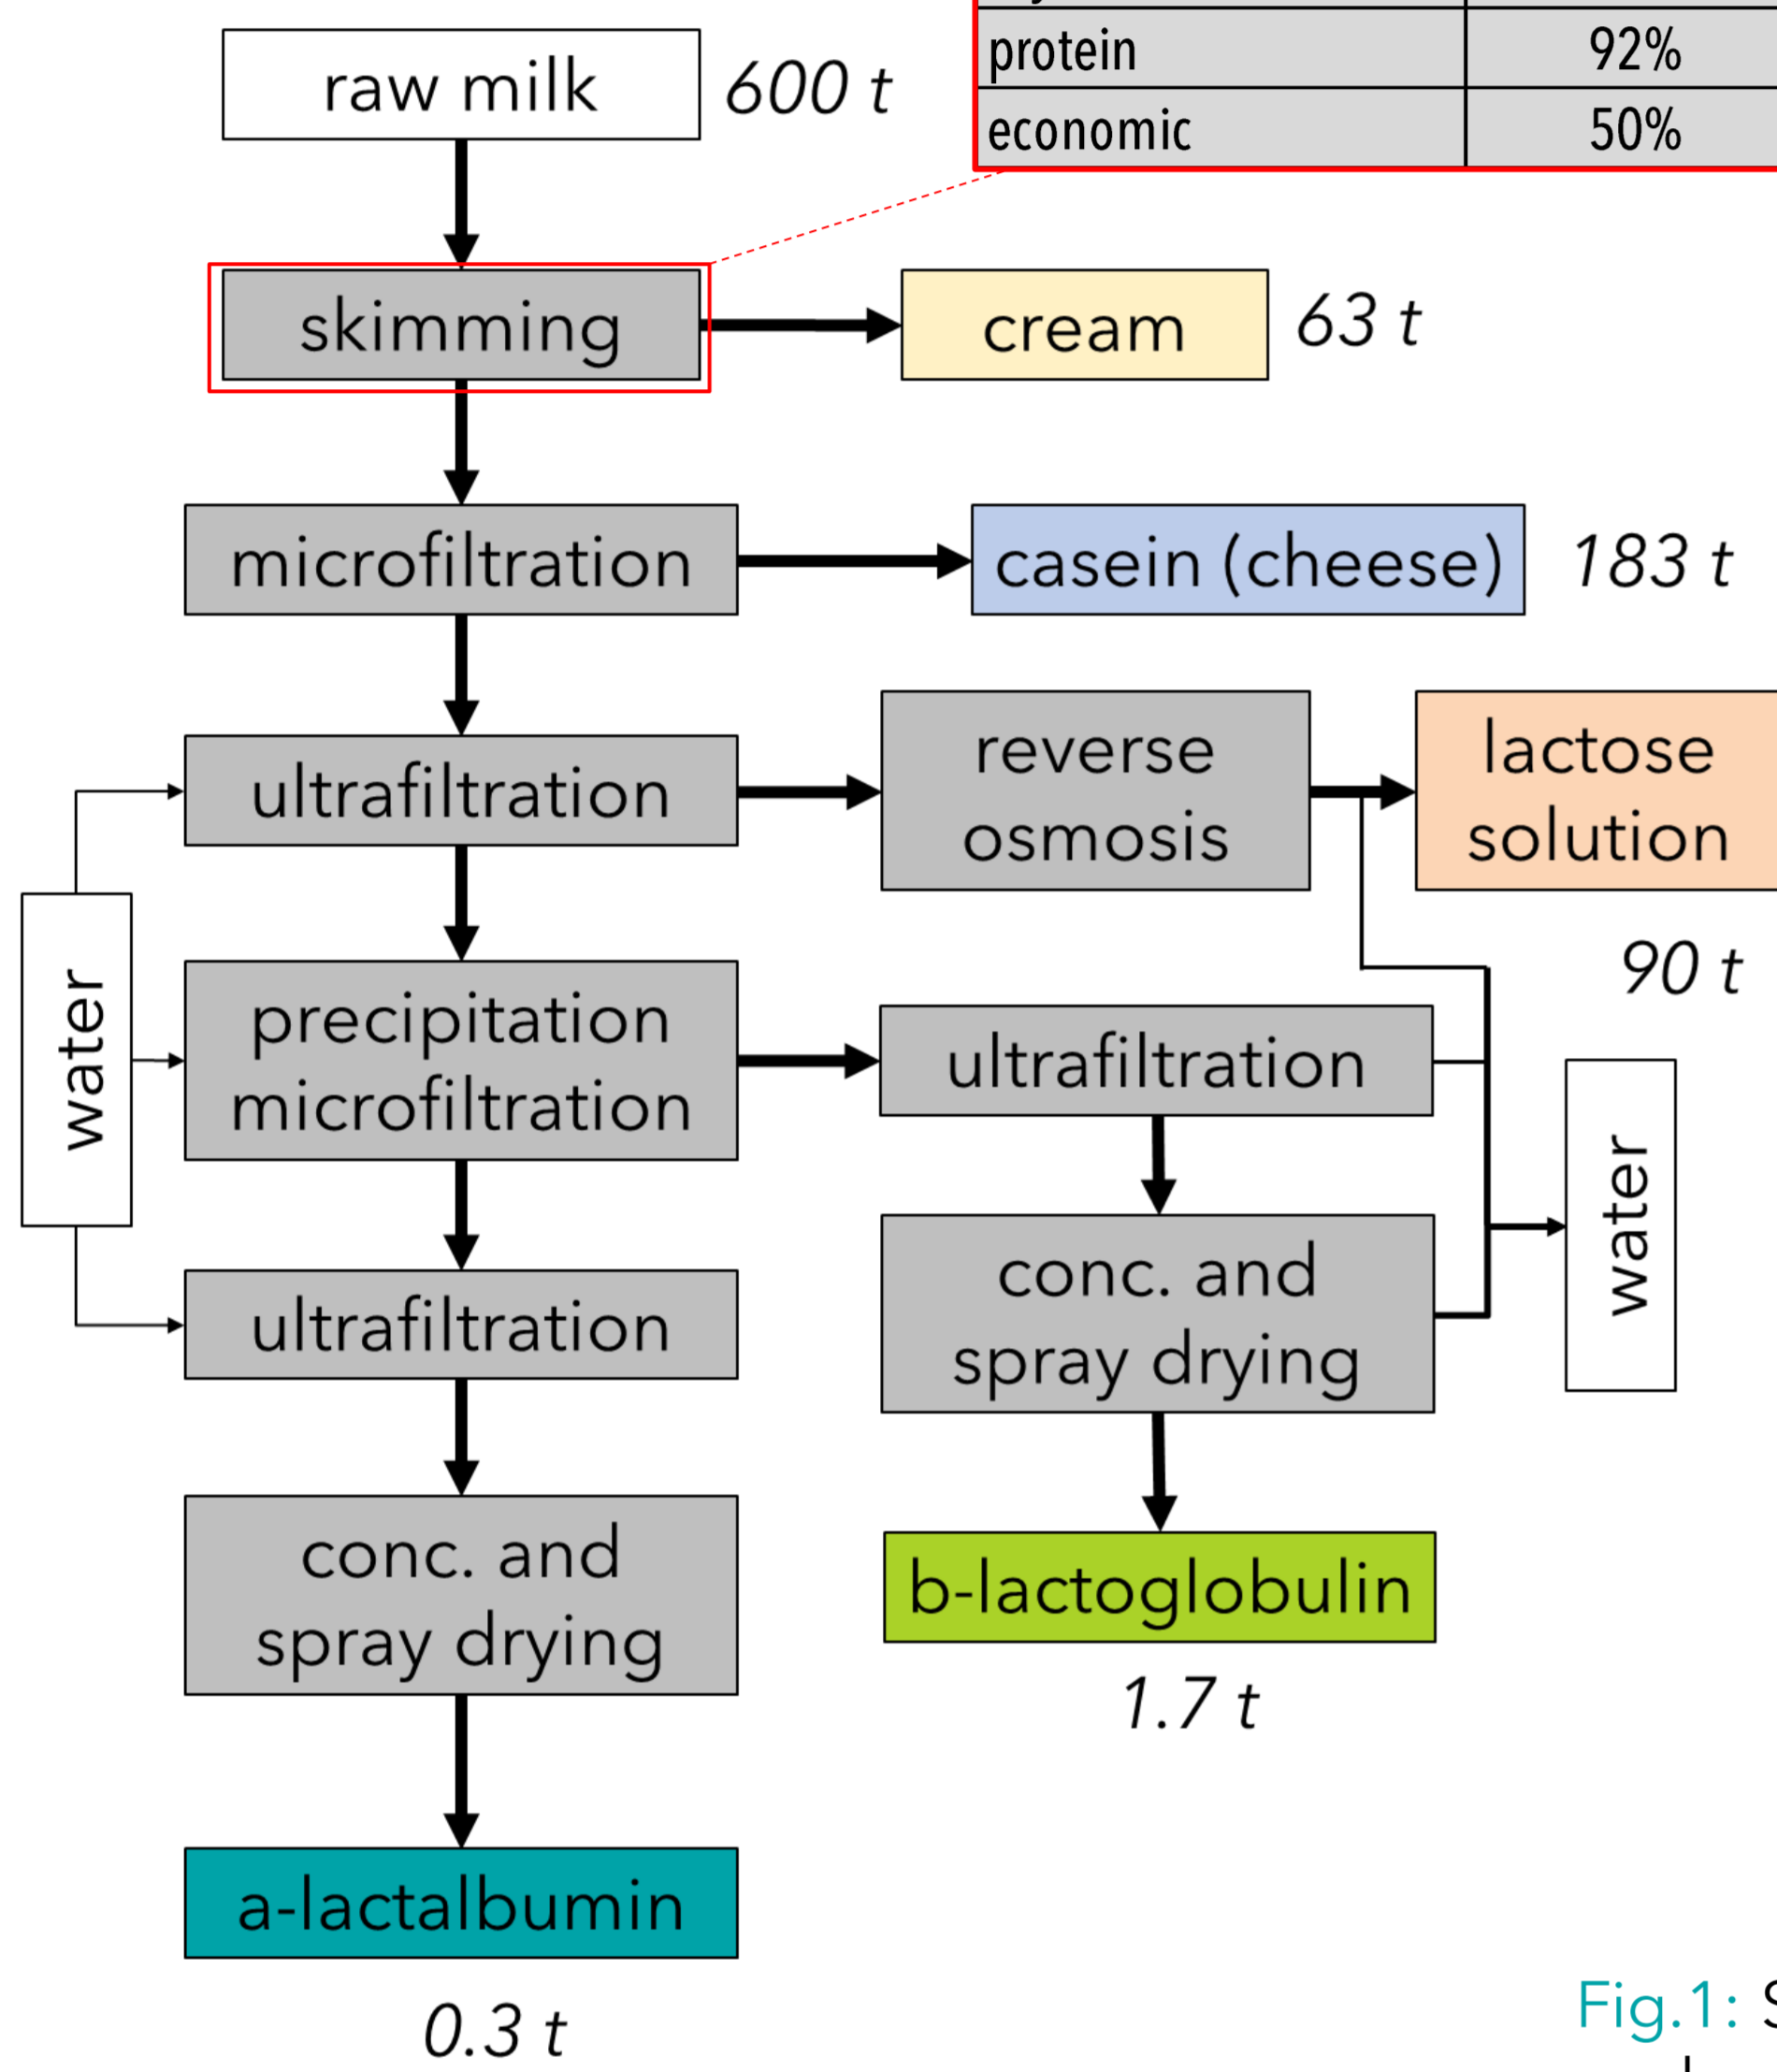 protein 92%
economic 50%
raw milk 600 t
skimming
cream 63 t
microfiltration
casein (cheese) 183 t
ultrafiltration
reverse
osmosis
lactose
solution
90 t
water
precipitation
microfiltration
ultrafiltration
water
ultrafiltration
conc. and
spray drying
conc. and
spray drying
b-lactoglobulin
1.7 t
a-lactalbumin
0.3 t
Fig.1: